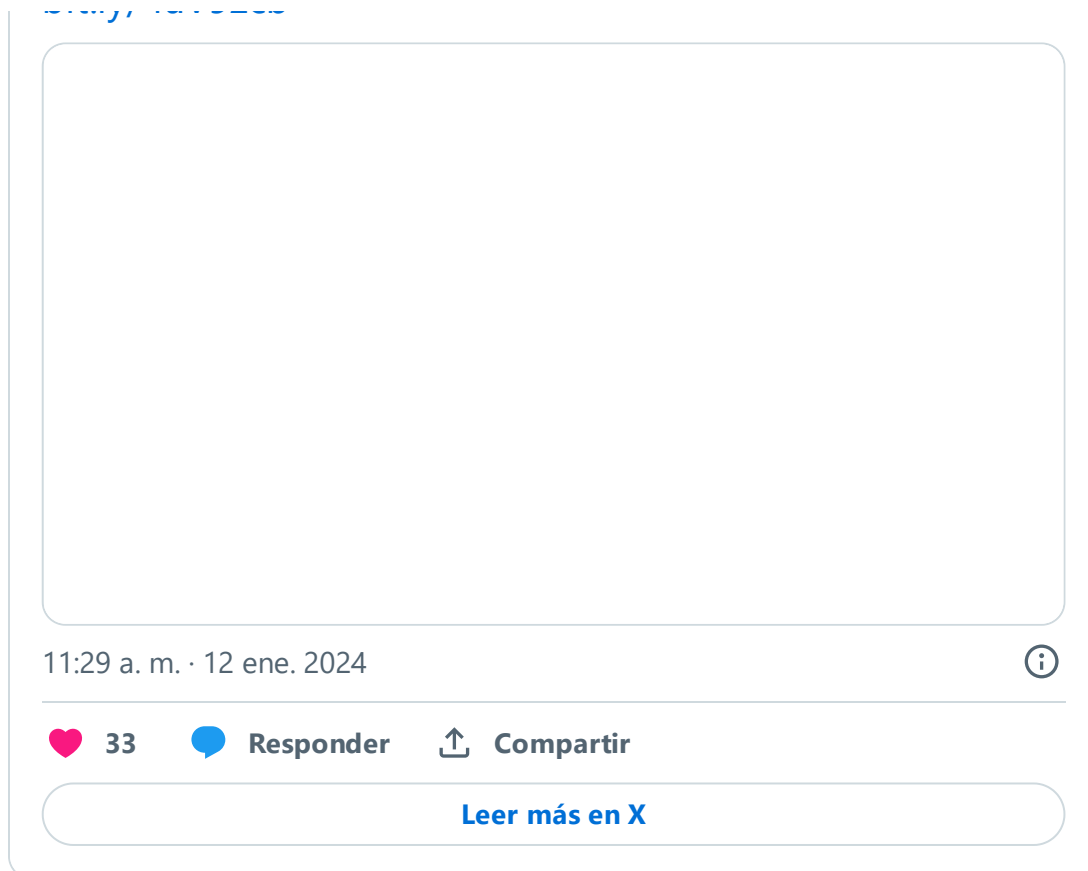 11:29 a. m. · 12 ene. 2024
33 Responder Compartir
Leer más en X